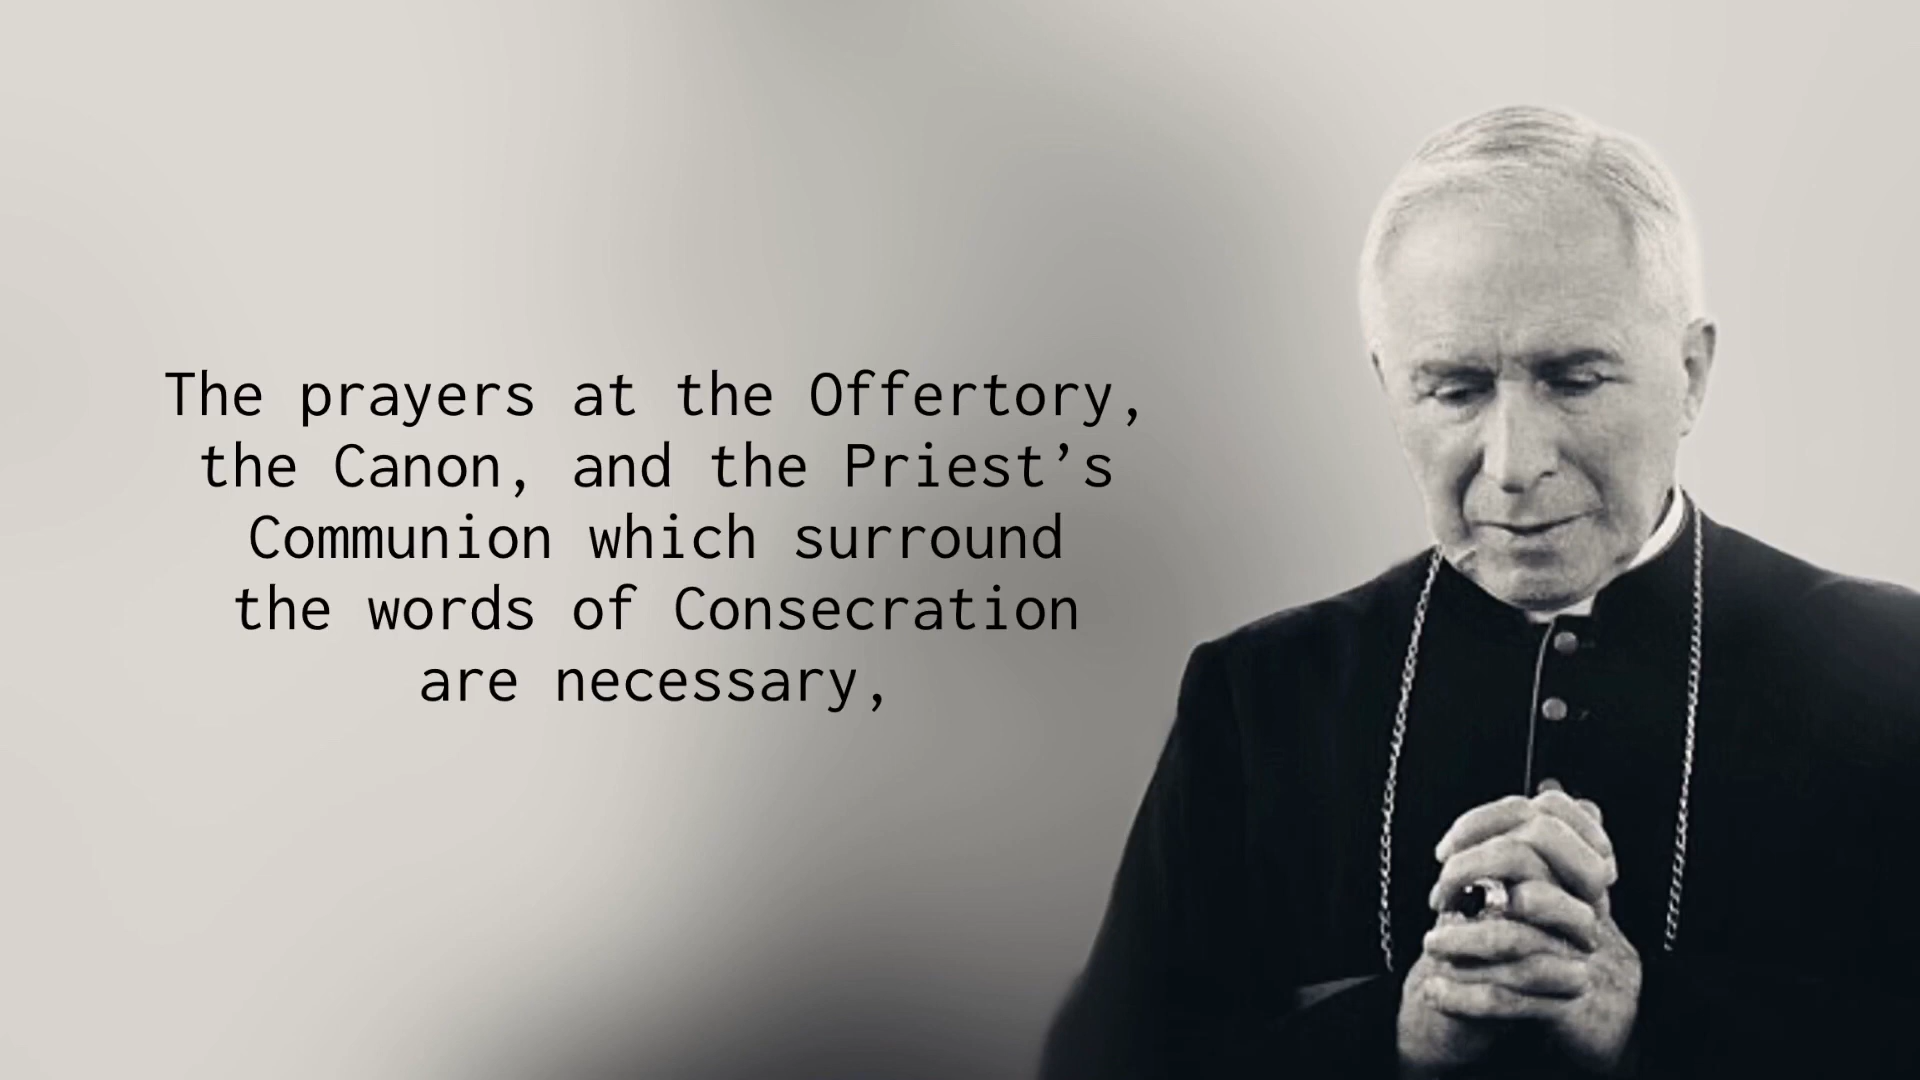 The prayers at the Offertory,
the Canon, and the Priest’s
Communion which surround
the words of Consecration
are necessary,